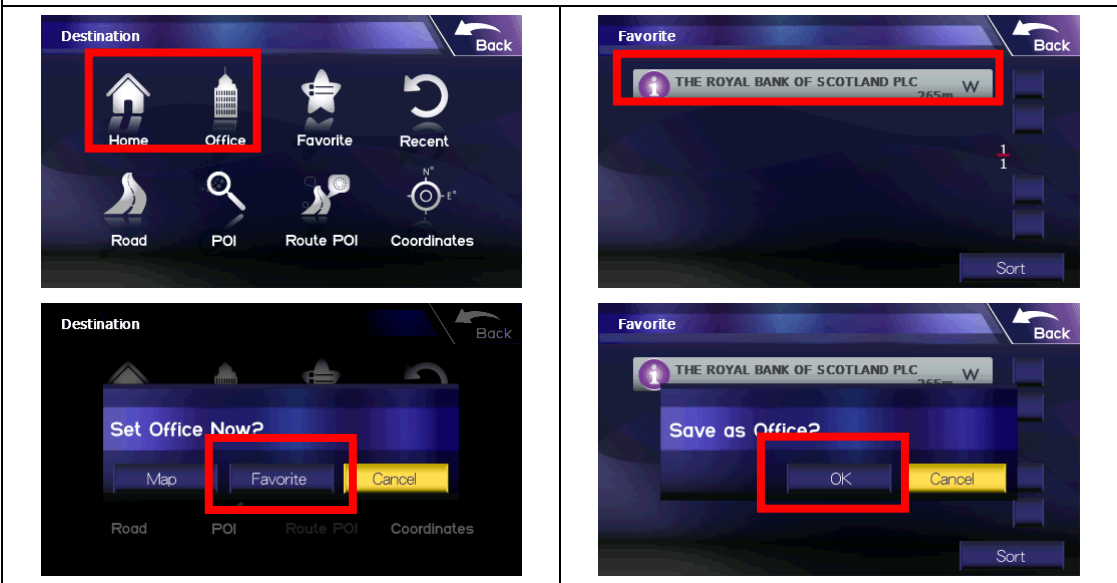 Destination
Back
Home Office Favorite Recent
N°
E°
Road POI Route POI Coordinates
Favorite
Back
THE ROYAL BANK OF SCOTLAND PLC
265m W
1
1
Sort
Destination
Back
Set Office Now?
Map Favorite Cancel
Road POI Route POI Coordinates
Favorite
Back
THE ROYAL BANK OF SCOTLAND PLC
265m W
Save as Office?
OK Cancel
Sort